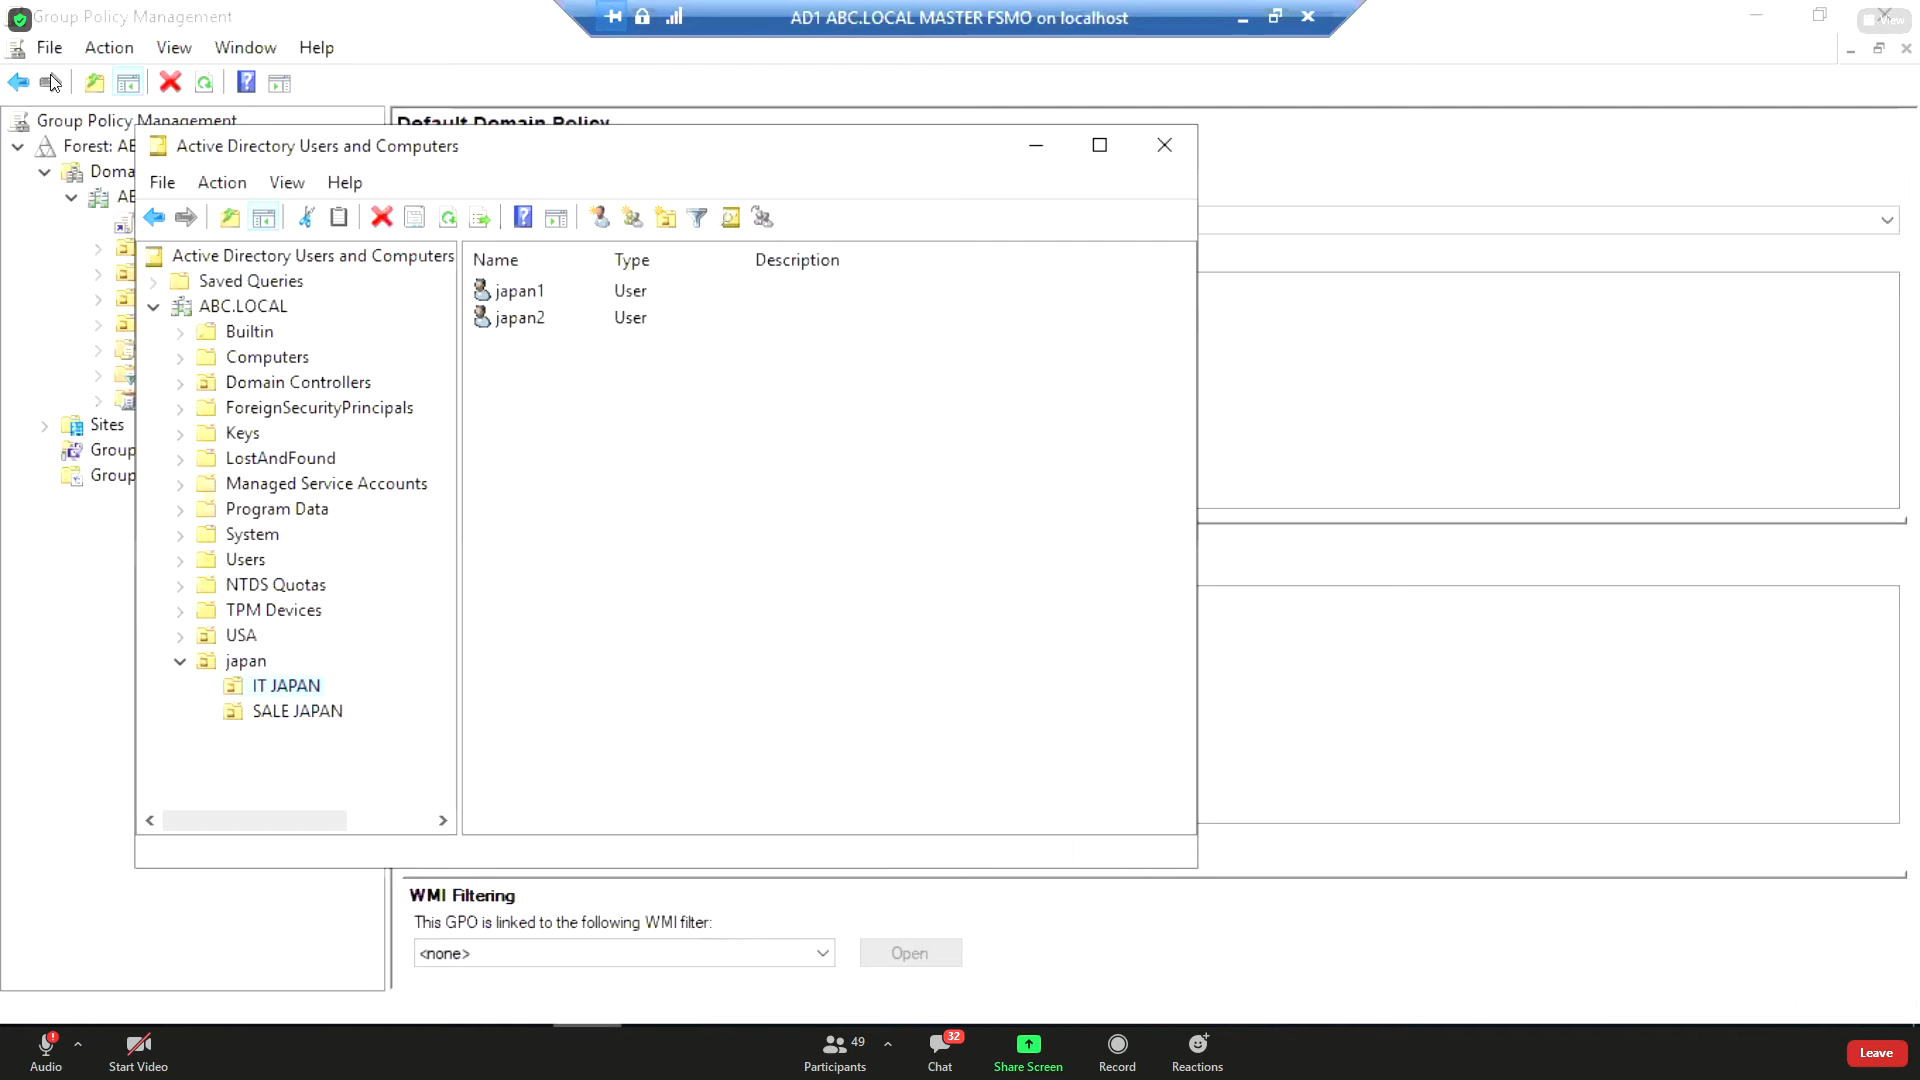 Group Policy Management
AD1 ABC.LOCAL MASTER FSMO on localhost
View
File Action View Window Help
Group Policy Management
Default Domain Policy
Forest: AB
Doma
AB
Sites
Group
Group
Active Directory Users and Computers
File Action View Help
Active Directory Users and Computers
Saved Queries
ABC.LOCAL
Builtin
Computers
Domain Controllers
ForeignSecurityPrincipals
Keys
LostAndFound
Managed Service Accounts
Program Data
System
Users
NTDS Quotas
TPM Devices
USA
japan
IT JAPAN
SALE JAPAN
Name Type Description
japan1 User
japan2 User
WMI Filtering
This GPO is linked to the following WMI filter:
<none> Open
Audio
Start Video
49
Participants
32
Chat
Share Screen
Record
Reactions
Leave